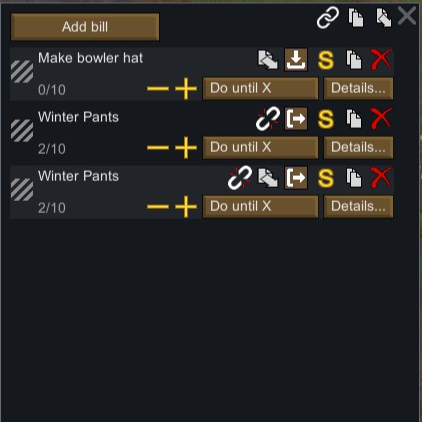 Add bill
Make bowler hat
S
0/10
Do until X
Details...
Winter Pants
S
2/10
Do until X
Details...
Winter Pants
S
2/10
Do until X
Details...